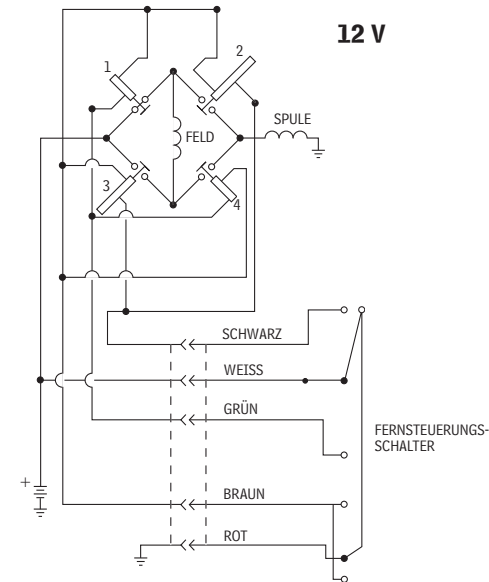 12 V
1
2
FELD
SPULE
3
4
SCHWARZ
WEISS
GRÜN
FERNSTEUERUNGS-
SCHALTER
+
BRAUN
ROT